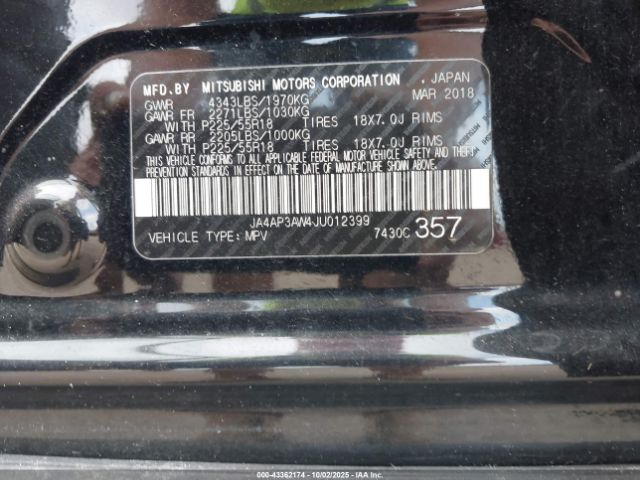 MFD.BY MITSUBISHI MOTORS CORPORATION, JAPAN
GVWR 4343LBS/1970KG MAR 2018
GAWR FR 2271LBS/1030KG
WITH P225/55R18 TIRES 18X7.0J RIMS
GAWR RR 2205LBS/1000KG
WITH P225/55R18 TIRES 18X7.0J RIMS
THIS VEHICLE CONFORMS TO ALL APPLICABLE FEDERAL MOTOR VEHICLE SAFETY AND THEFT PREVENTION STANDARDS IN EFFECT ON THE DATE OF MANUFACTURE SHOWN ABOVE.
JA4AP3AW4JU012399
VEHICLE TYPE: MPV 7430C 357
000-43362174 - 10/02/2025 - Copyright © IAA, Inc.